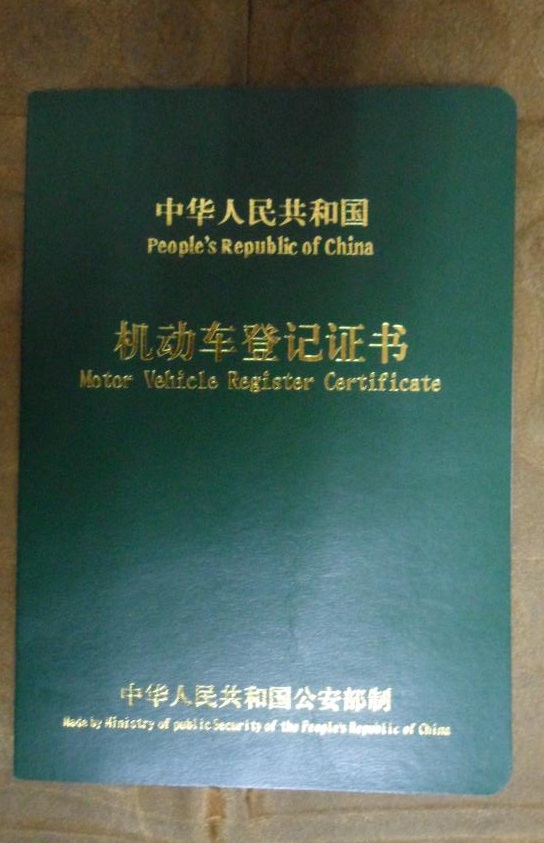 中华人民共和国
People's Republic of China
机动车登记证书
Motor Vehicle Register Certificate
中华人民共和国公安部制
Made by Ministry of public Security of the People's Republic of China